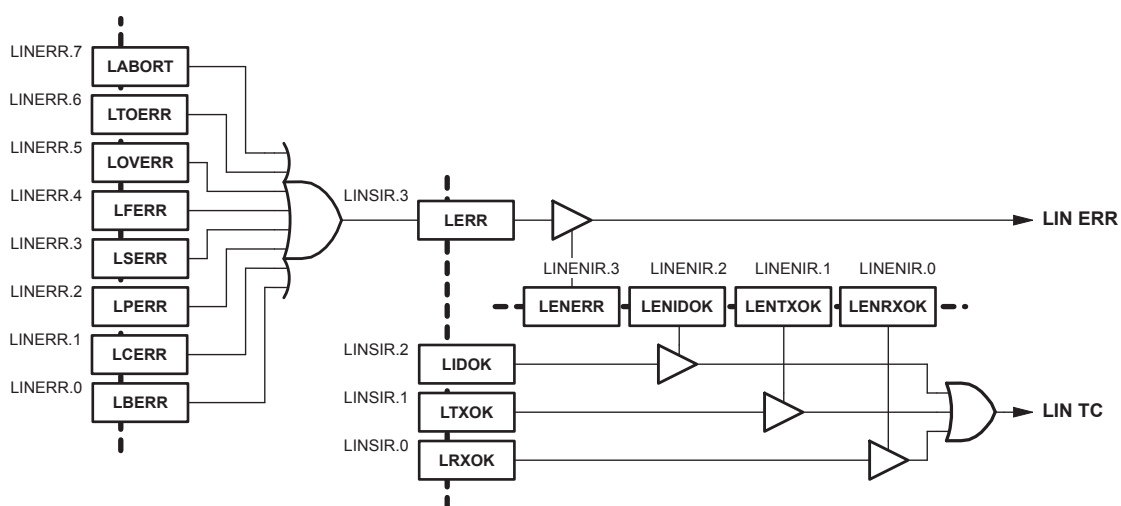 LINERR.7
LABORT
LINERR.6
LTOERR
LINERR.5
LOVERR
LINERR.4
LFERR
LINERR.3
LSERR
LINERR.2
LPERR
LINERR.1
LCERR
LINERR.0
LBERR
LINSIR.3
LERR
LIN ERR
LINENIR.3 LINENIR.2 LINENIR.1 LINENIR.0
LENERR LENIDOK LENTXOK LENRXOK
LINSIR.2
LIDOK
LINSIR.1
LTXOK
LIN TC
LINSIR.0
LRXOK